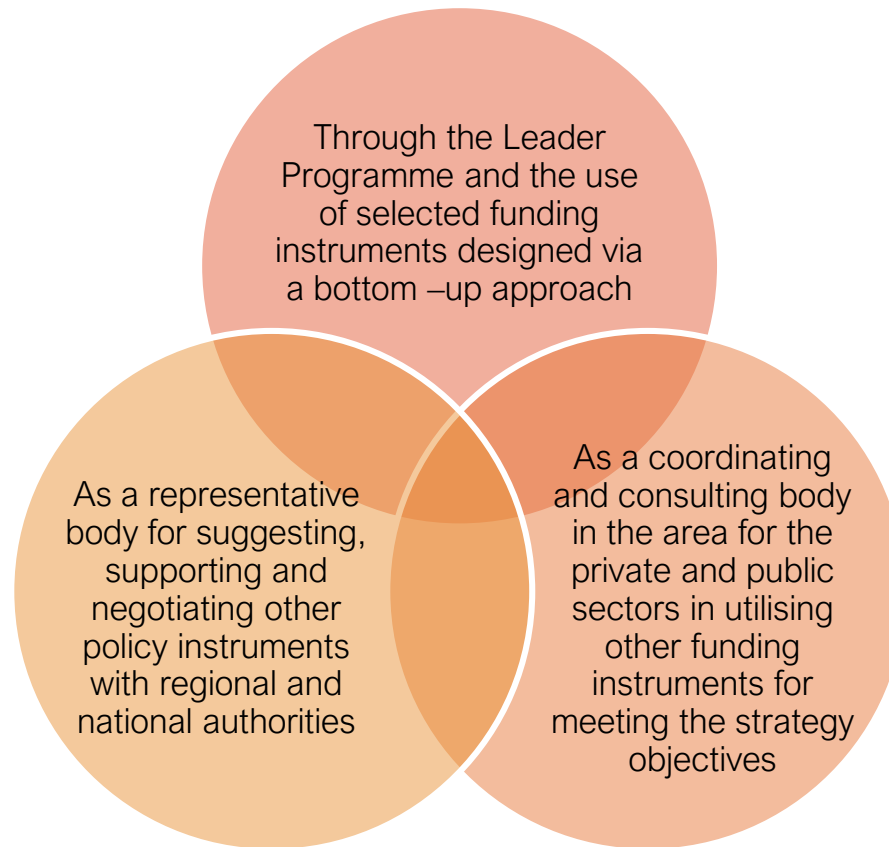 Through the Leader
Programme and the use
of selected funding
instruments designed via
a bottom –up approach
As a representative
body for suggesting,
supporting and
negotiating other
policy instruments
with regional and
national authorities
As a coordinating
and consulting body
in the area for the
private and public
sectors in utilising
other funding
instruments for
meeting the strategy
objectives